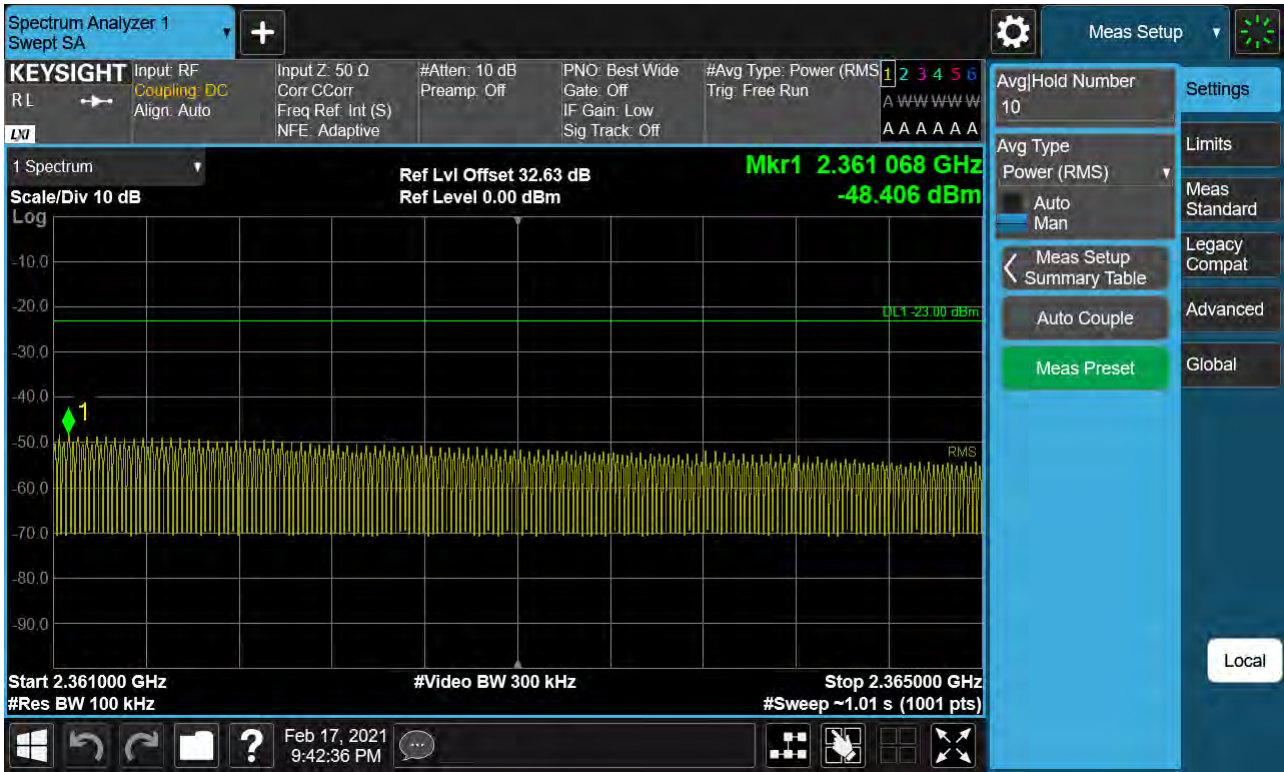 Spectrum Analyzer 1
Swept SA
+
Meas Setup
KEYSIGHT
RL
LXI
Input: RF
Coupling: DC
Align: Auto
Input Z: 50 Ω
Corr CCorr
Freq Ref: Int (S)
NFE: Adaptive
#Atten: 10 dB
Preamp: Off
PNO: Best Wide
Gate: Off
IF Gain: Low
Sig Track: Off
#Avg Type: Power (RMS
Trig: Free Run
1 2 3 4 5 6
A W W W W W
A A A A A A
1 Spectrum
Scale/Div 10 dB
Log
Ref Lvl Offset 32.63 dB
Ref Level 0.00 dBm
Mkr1 2.361 068 GHz
-48.406 dBm
-10.0
-20.0
DL1 -23.00 dBm
-30.0
-40.0
1
-50.0
RMS
-60.0
-70.0
-80.0
-90.0
Start 2.361000 GHz
#Video BW 300 kHz
Stop 2.365000 GHz
#Res BW 100 kHz
#Sweep ~1.01 s (1001 pts)
Avg|Hold Number
10
Avg Type
Power (RMS)
Auto
Man
Meas Setup
Summary Table
Auto Couple
Meas Preset
Settings
Limits
Meas
Standard
Legacy
Compat
Advanced
Global
Local
?
Feb 17, 2021
9:42:36 PM